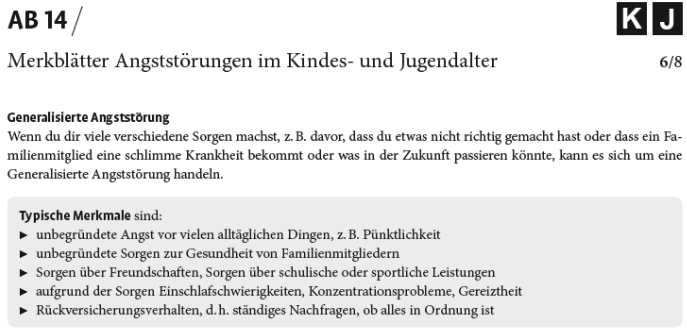 AB 14
K J
Merkblätter Angststörungen im Kindes- und Jugendalter 6/8
Generalisierte Angststörung
Wenn du dir viele verschiedene Sorgen machst, z. B. davor, dass du etwas nicht richtig gemacht hast oder dass ein Fa-
milienmitglied eine schlimme Krankheit bekommt oder was in der Zukunft passieren könnte, kann es sich um eine
Generalisierte Angststörung handeln.
Typische Merkmale sind:
► unbegründete Angst vor vielen alltäglichen Dingen, z. B. Pünktlichkeit
► unbegründete Sorgen zur Gesundheit von Familienmitgliedern
► Sorgen über Freundschaften, Sorgen über schulische oder sportliche Leistungen
► aufgrund der Sorgen Einschlafschwierigkeiten, Konzentrationsprobleme, Gereiztheit
► Rückversicherungsverhalten, d. h. ständiges Nachfragen, ob alles in Ordnung ist